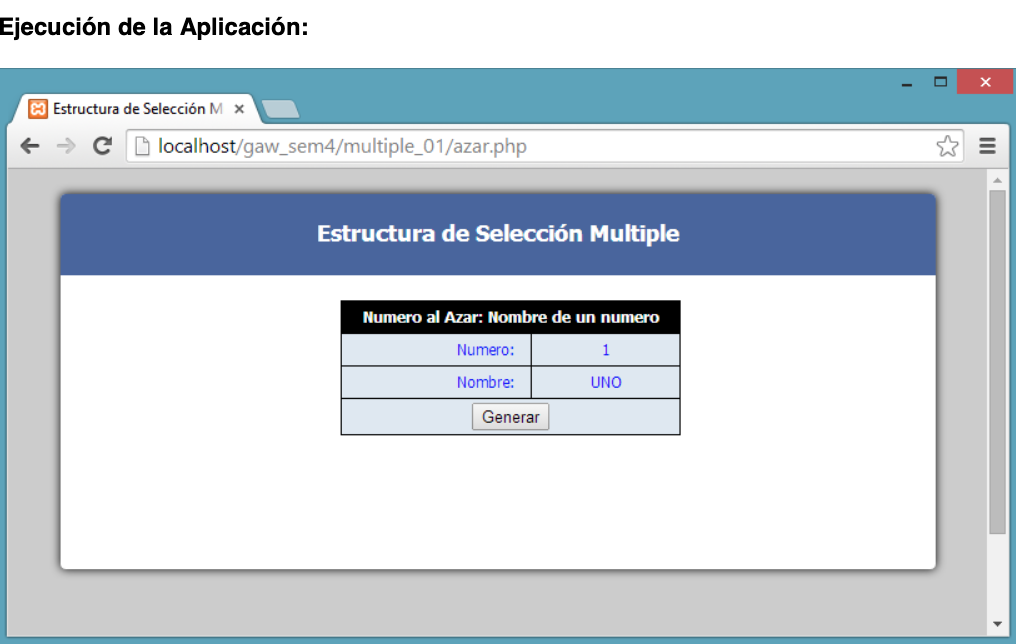 Ejecución de la Aplicación:
Estructura de Selección M
localhost/gaw_sem4/multiple_01/azar.php
Estructura de Selección Multiple
Numero al Azar: Nombre de un numero
Numero: 1
Nombre: UNO
Generar